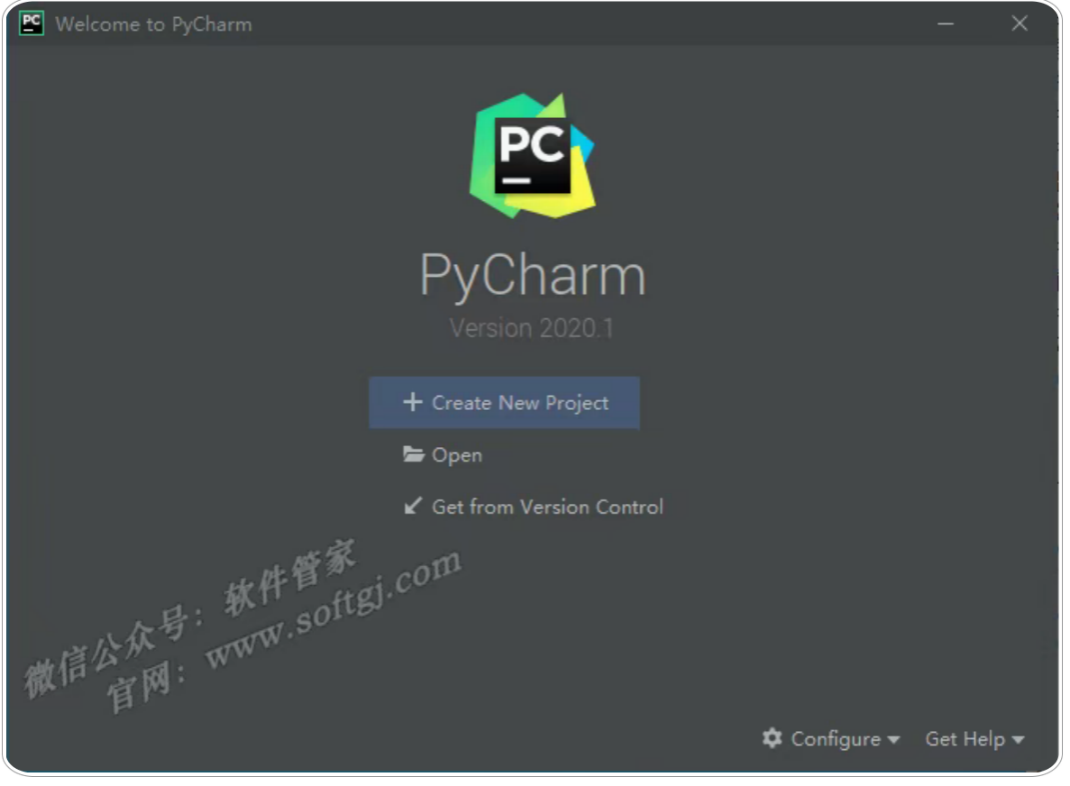 PC Welcome to PyCharm
PC
PyCharm
Version 2020.1
Create New Project
Open
Get from Version Control
微信公众号：软件管家
官网：www.softgj.com
Configure
Get Help